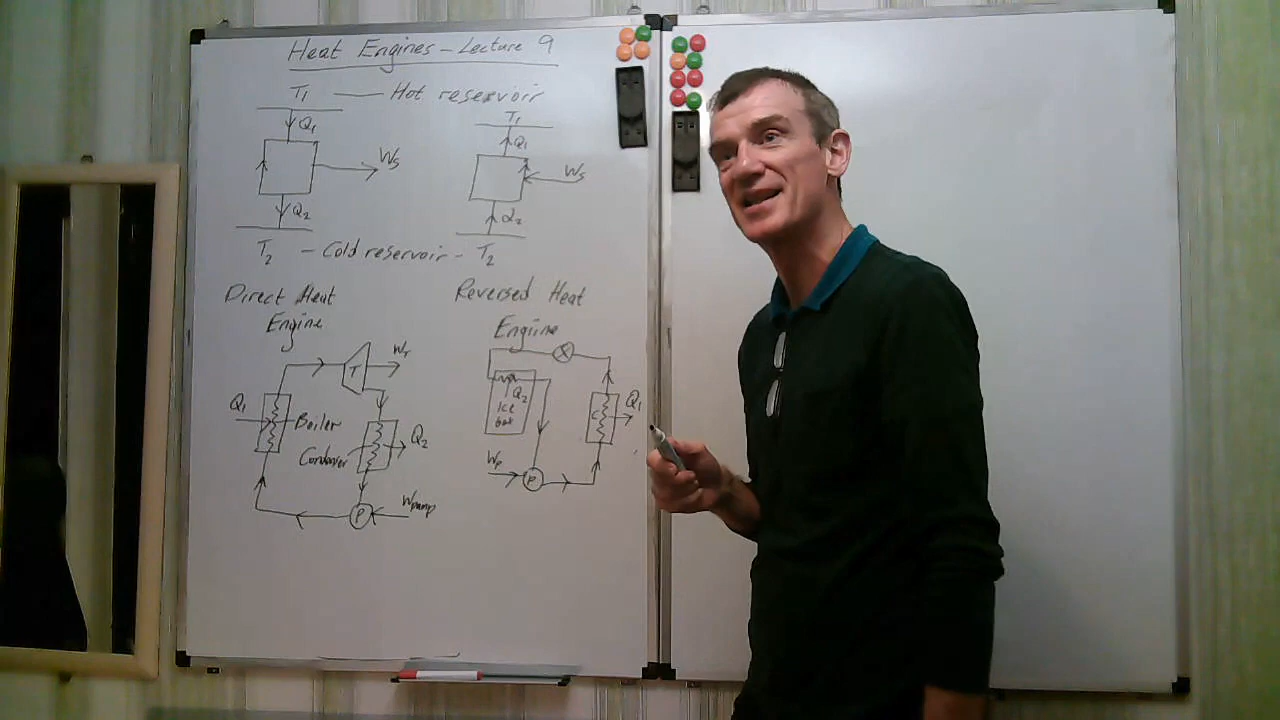 Heat Engines - Lecture 9
T1 — Hot reservoir
Q1
Ws
Q2
T2 - Cold reservoir - T2
T1
Q1
Ws
Q2
Direct Heat
Engine
Q1
Boiler
T
WT
Condenser
Q2
P
Wpump
Reversed Heat
Engine
Q2
Ice
box
C
Q1
Wp
P